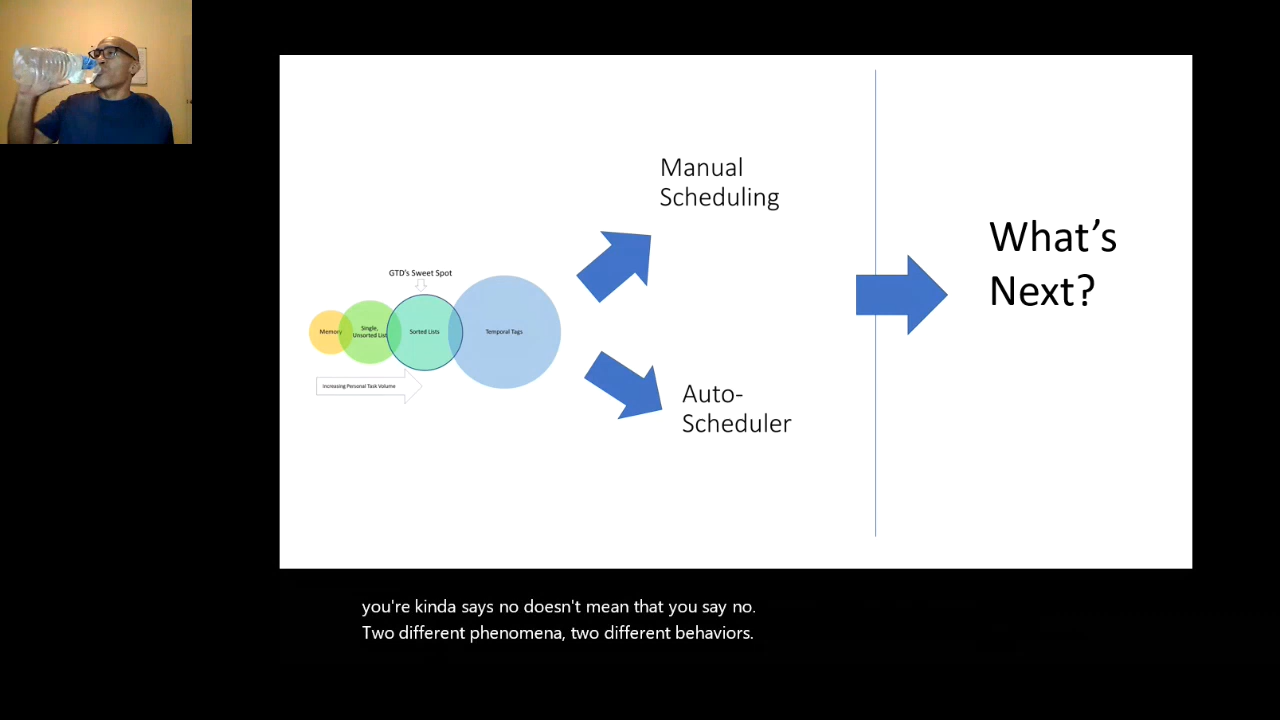 Manual
Scheduling
What's
Next?
GTD's Sweet Spot
Memory
Single,
Unsorted List
Sorted Lists
Temporal Tags
Increasing Personal Task Volume
Auto-
Scheduler
you're kinda says no doesn't mean that you say no.
Two different phenomena, two different behaviors.